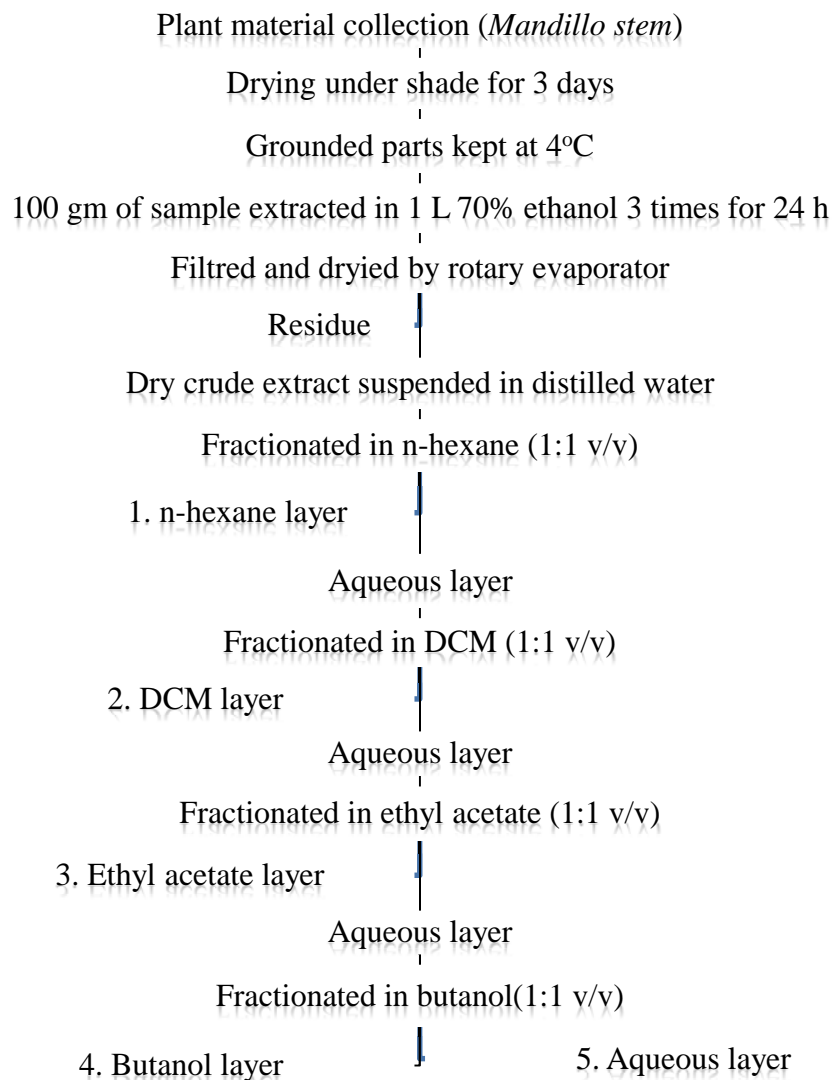 Plant material collection (Mandillo stem)
Drying under shade for 3 days
Grounded parts kept at 4°C
100 gm of sample extracted in 1 L 70% ethanol 3 times for 24 h
Filtred and dryied by rotary evaporator
Residue
Dry crude extract suspended in distilled water
Fractionated in n-hexane (1:1 v/v)
1. n-hexane layer
Aqueous layer
Fractionated in DCM (1:1 v/v)
2. DCM layer
Aqueous layer
Fractionated in ethyl acetate (1:1 v/v)
3. Ethyl acetate layer
Aqueous layer
Fractionated in butanol(1:1 v/v)
4. Butanol layer
5. Aqueous layer